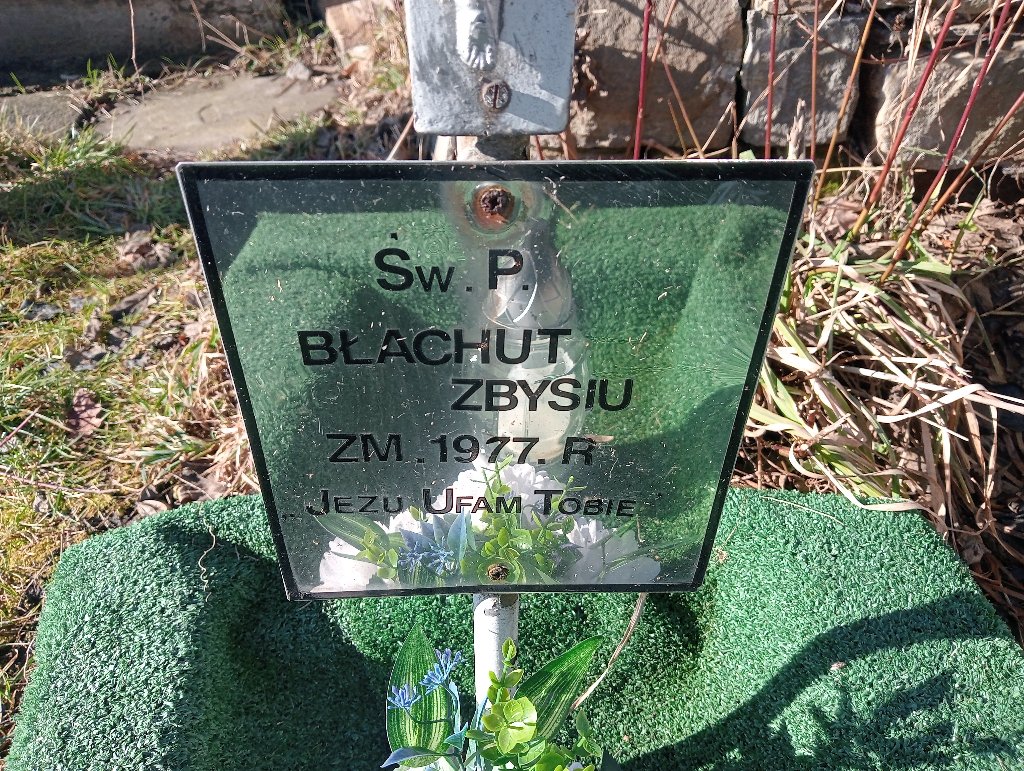 Św. P.
BŁACHUT
ZBYSIU
ZM. 1977. R
„JEZU UFAM TOBIE”